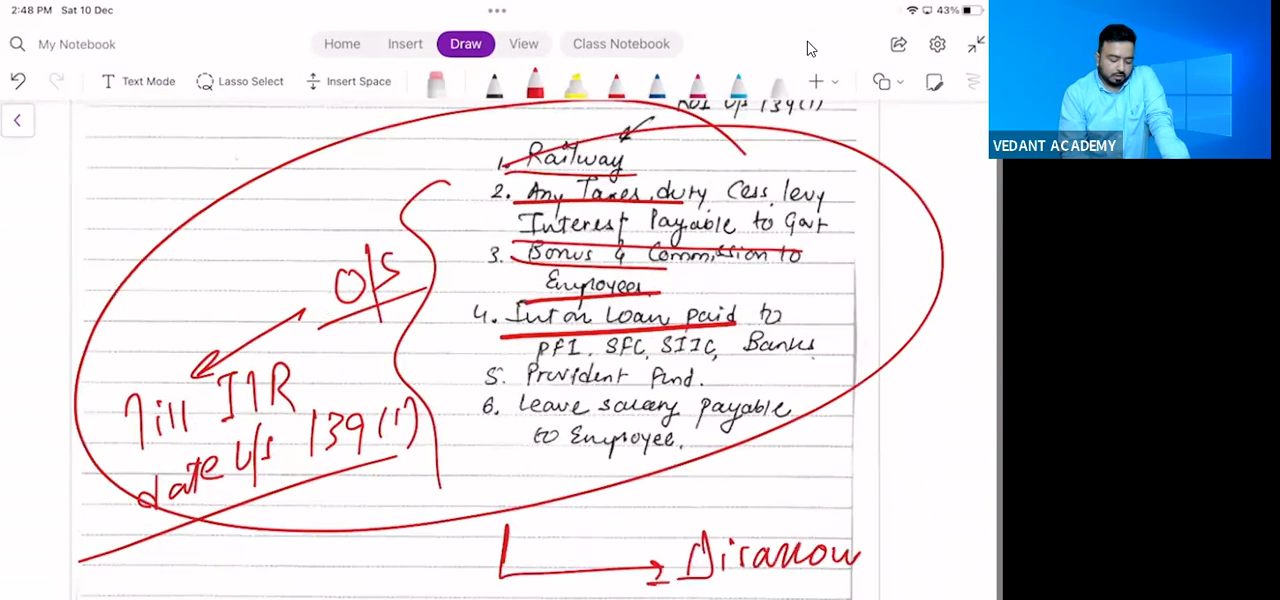 2:48 PM Sat 10 Dec
43%
My Notebook
Home Insert Draw View Class Notebook
Text Mode Lasso Select Insert Space
VEDANT ACADEMY
u/s 139(1)
1. Railway
2. Any Taxes, duty Cess, levy
Interest Payable to Govt
3. Bonus & Commission to
Employees.
4. Int on Loan paid to
PFI, SFC, SIIC, Banks.
5. Provident Fund.
6. Leave salary payable
to Employee.
O/S
Till ITR
date u/s 139(1)
Disallow